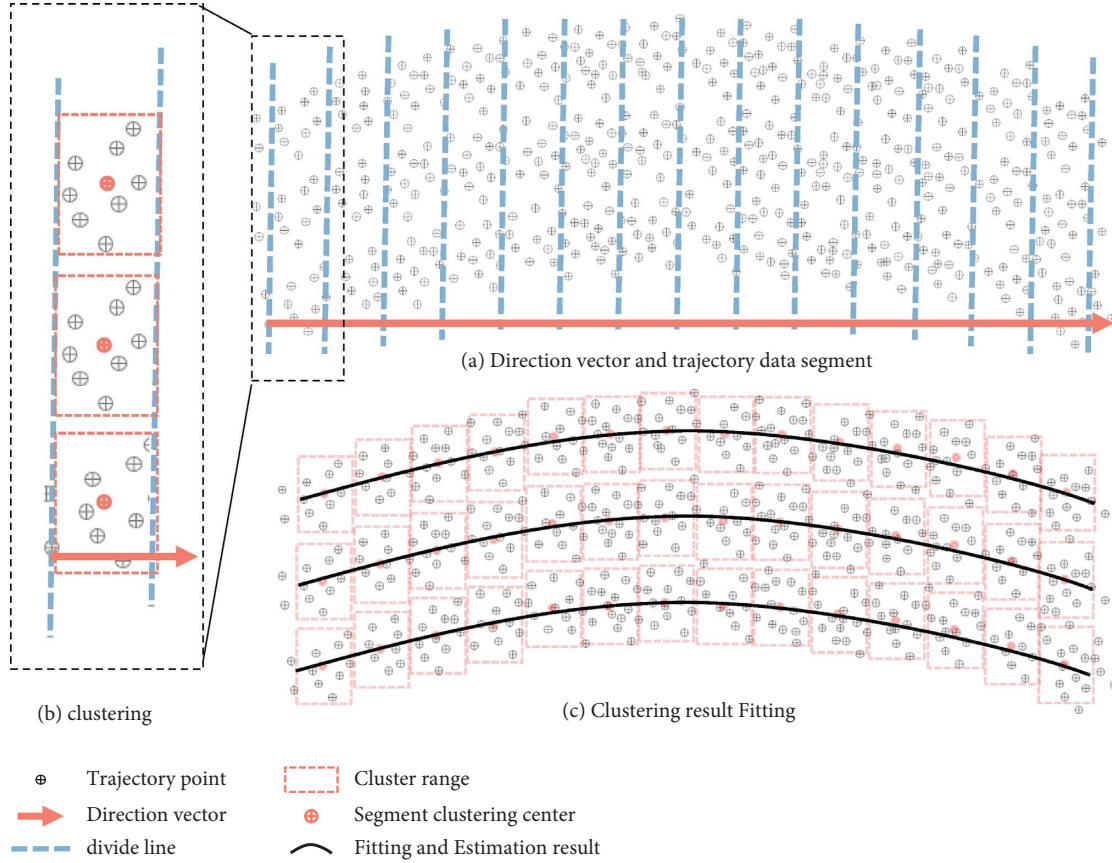 (a) Direction vector and trajectory data segment
(b) clustering
(c) Clustering result Fitting
Trajectory point
Direction vector
divide line
Cluster range
Segment clustering center
Fitting and Estimation result